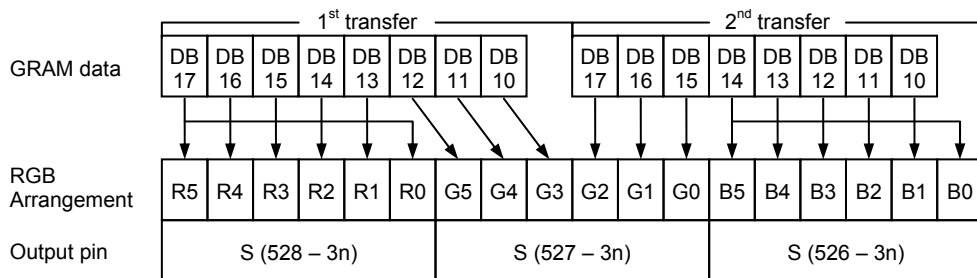 1st transfer 2nd transfer
GRAM data DB 17 DB 16 DB 15 DB 14 DB 13 DB 12 DB 11 DB 10 DB 17 DB 16 DB 15 DB 14 DB 13 DB 12 DB 11 DB 10
RGB Arrangement R5 R4 R3 R2 R1 R0 G5 G4 G3 G2 G1 G0 B5 B4 B3 B2 B1 B0
Output pin S (528 – 3n) S (527 – 3n) S (526 – 3n)